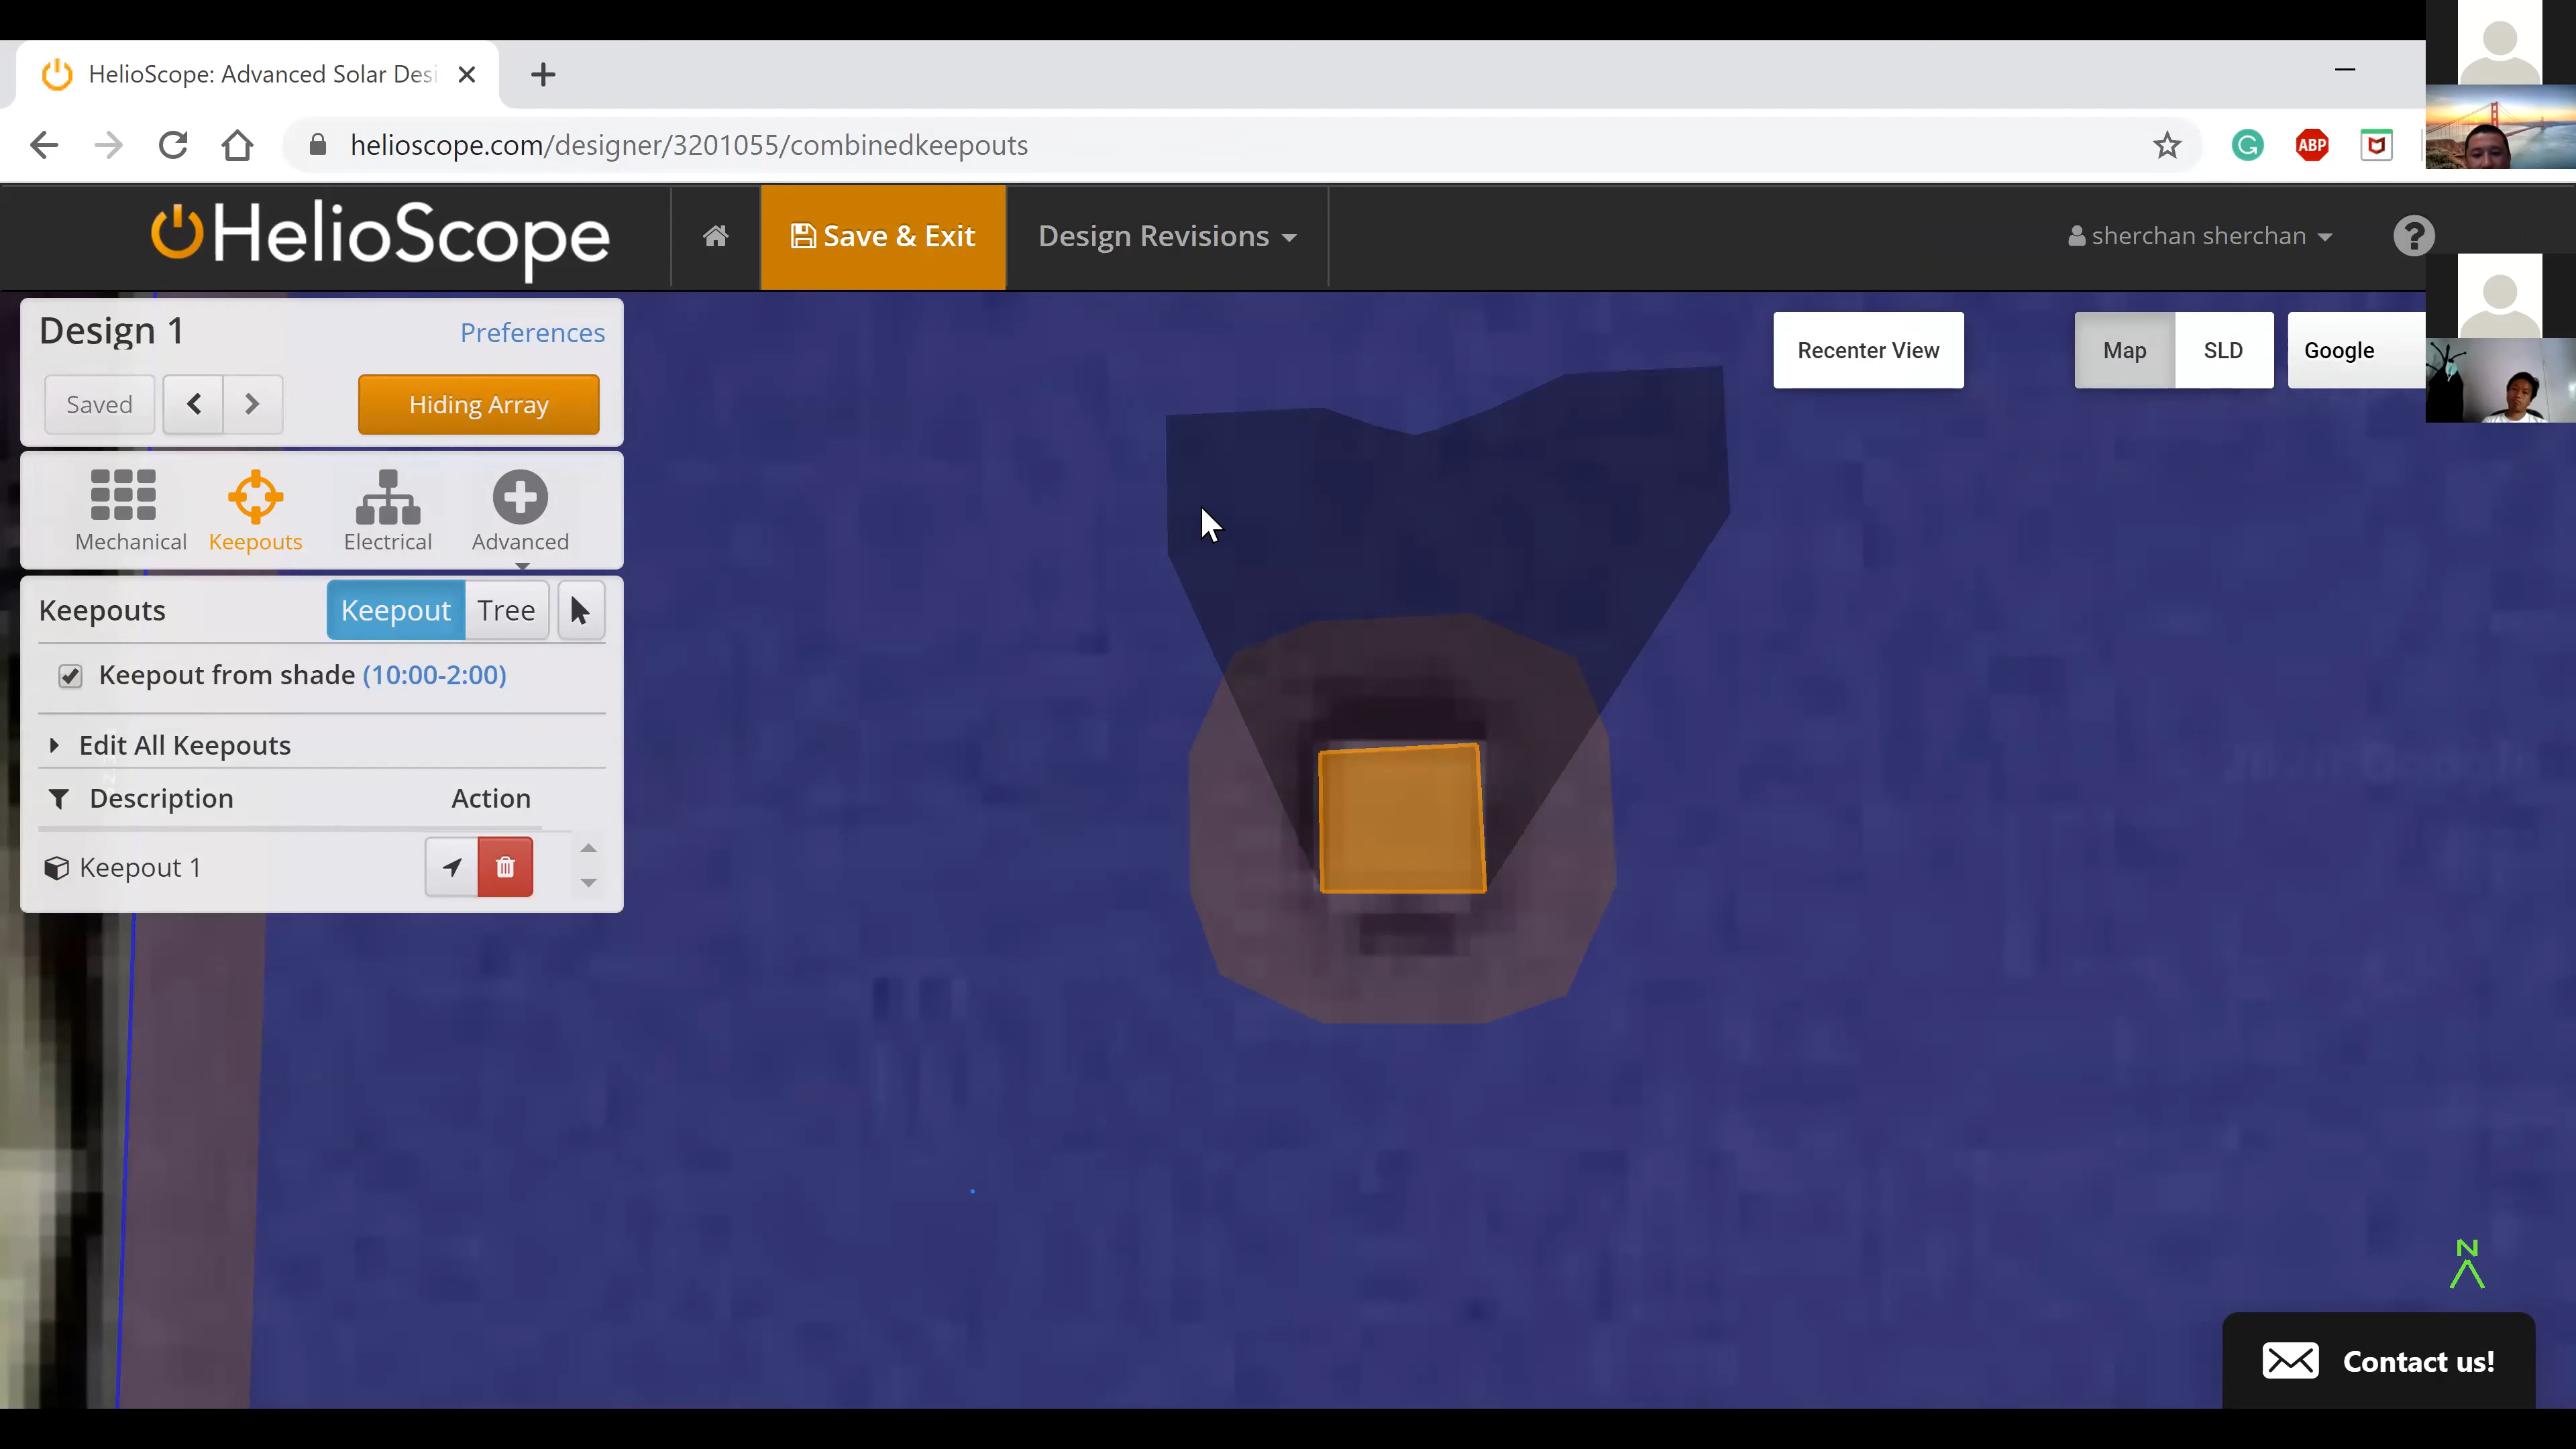 HelioScope: Advanced Solar Desi
helioscope.com/designer/3201055/combinedkeepouts
ABP
HelioScope
Save & Exit
Design Revisions
sherchan sherchan
?
Design 1
Preferences
Saved
Hiding Array
Recenter View
Map
SLD
Google
Mechanical
Keepouts
Electrical
Advanced
Keepouts
Keepout
Tree
Keepout from shade (10:00-2:00)
Edit All Keepouts
Description
Action
Keepout 1
N
Contact us!